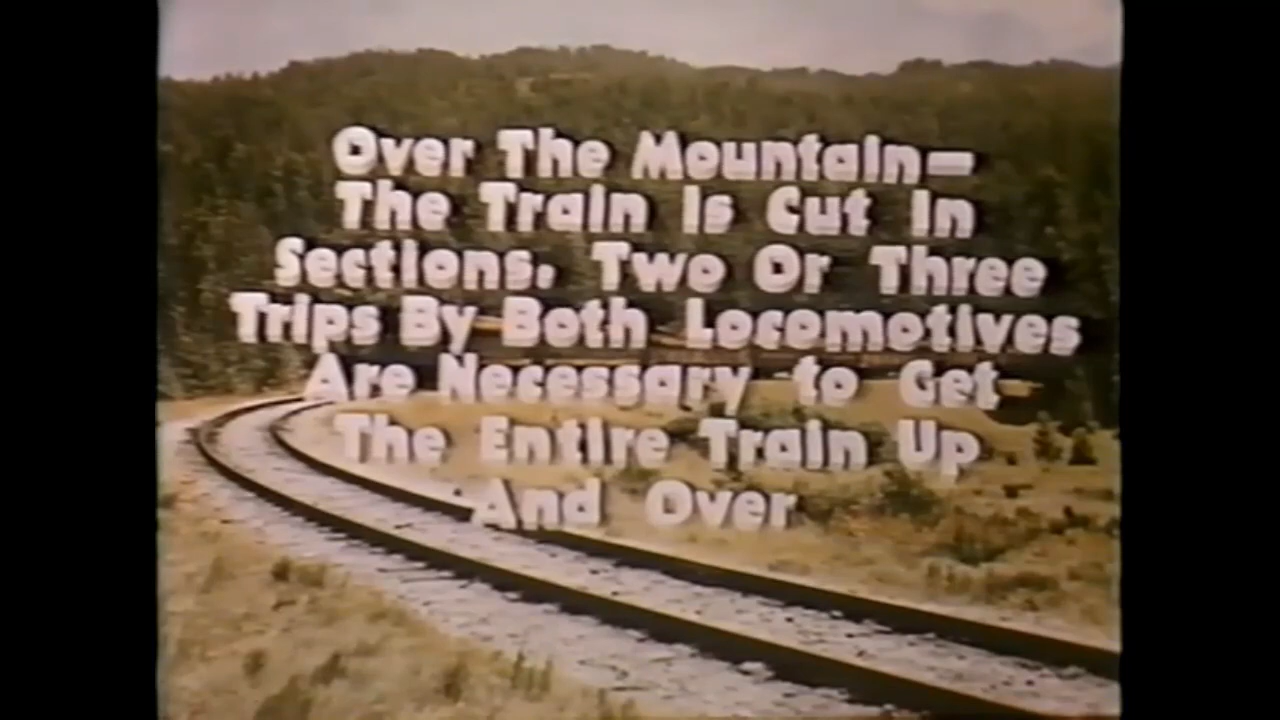 Over The Mountain-
The Train Is Cut In
Sections. Two Or Three
Trips By Both Locomotives
Are Necessary to Get
The Entire Train Up
And Over